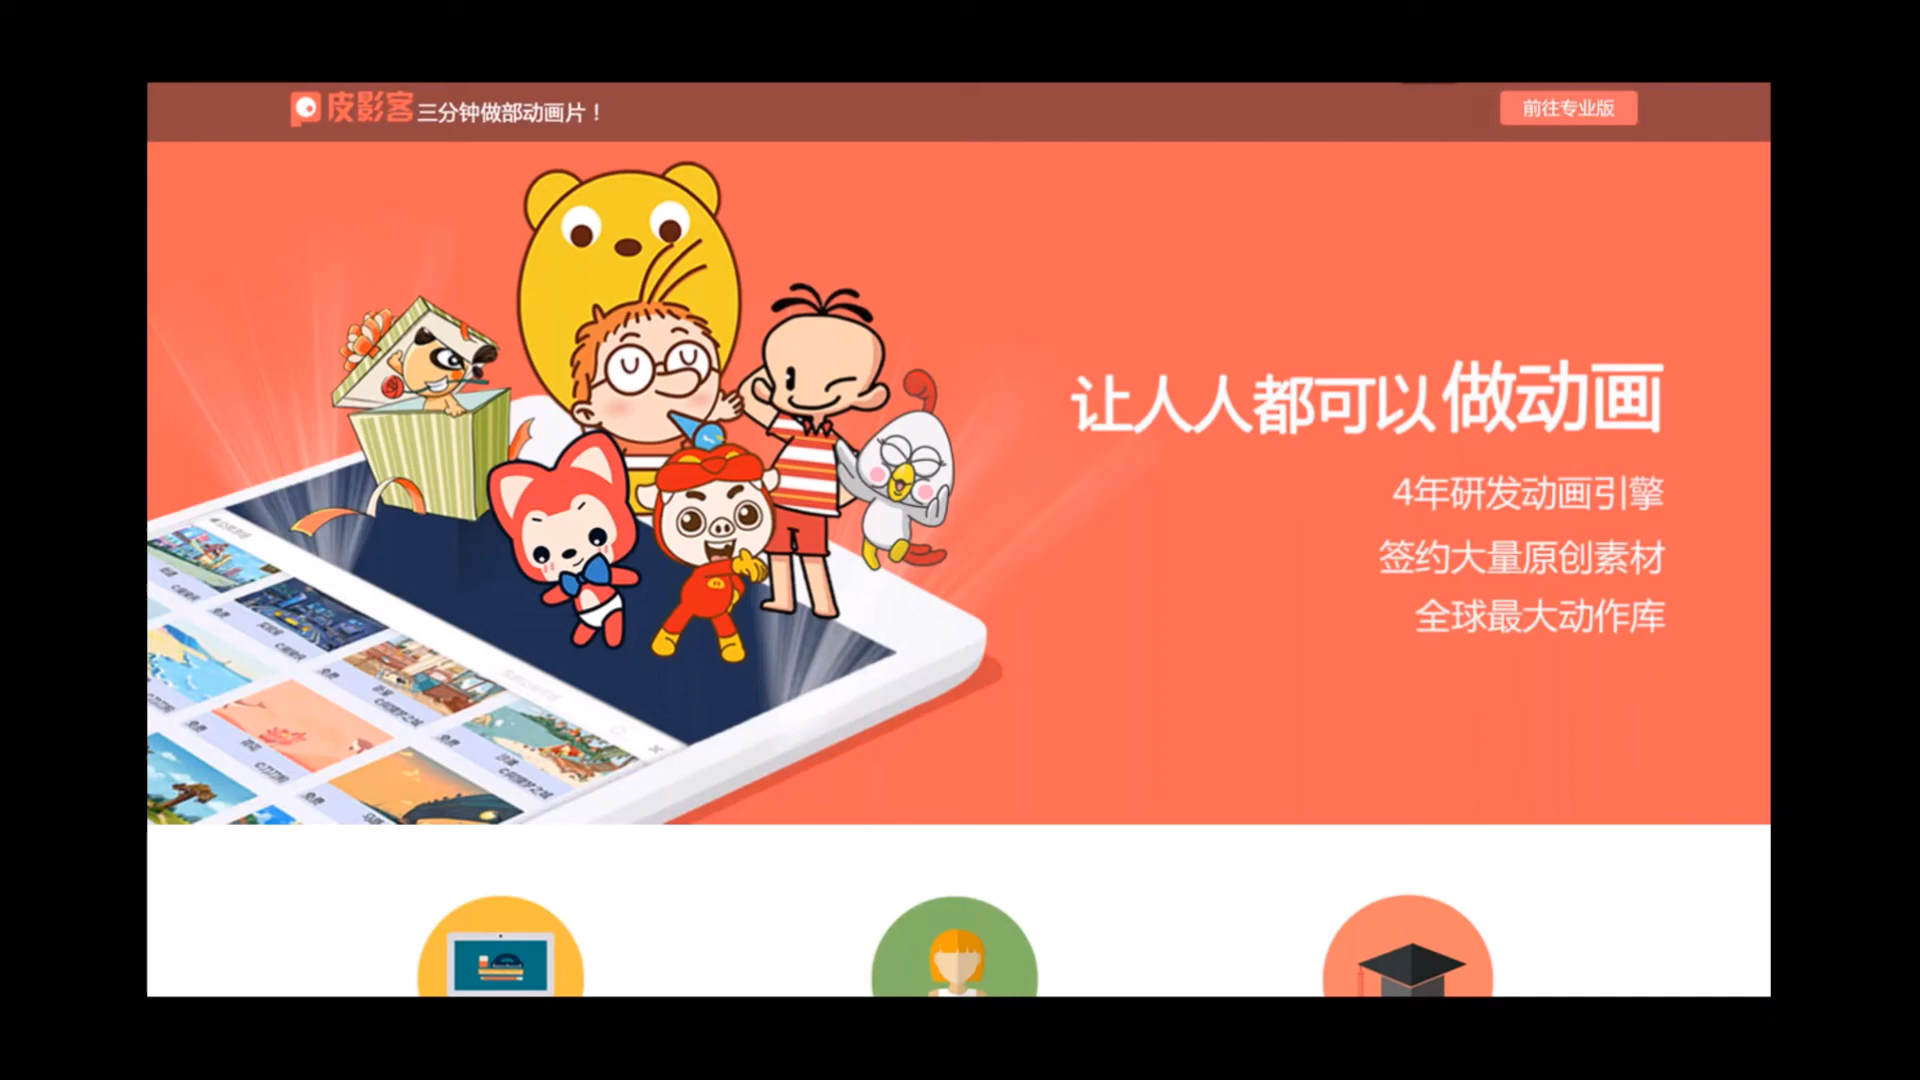 皮影客 三分钟做部动画片！
前往专业版
让人人都可以做动画
4年研发动画引擎
签约大量原创素材
全球最大动作库